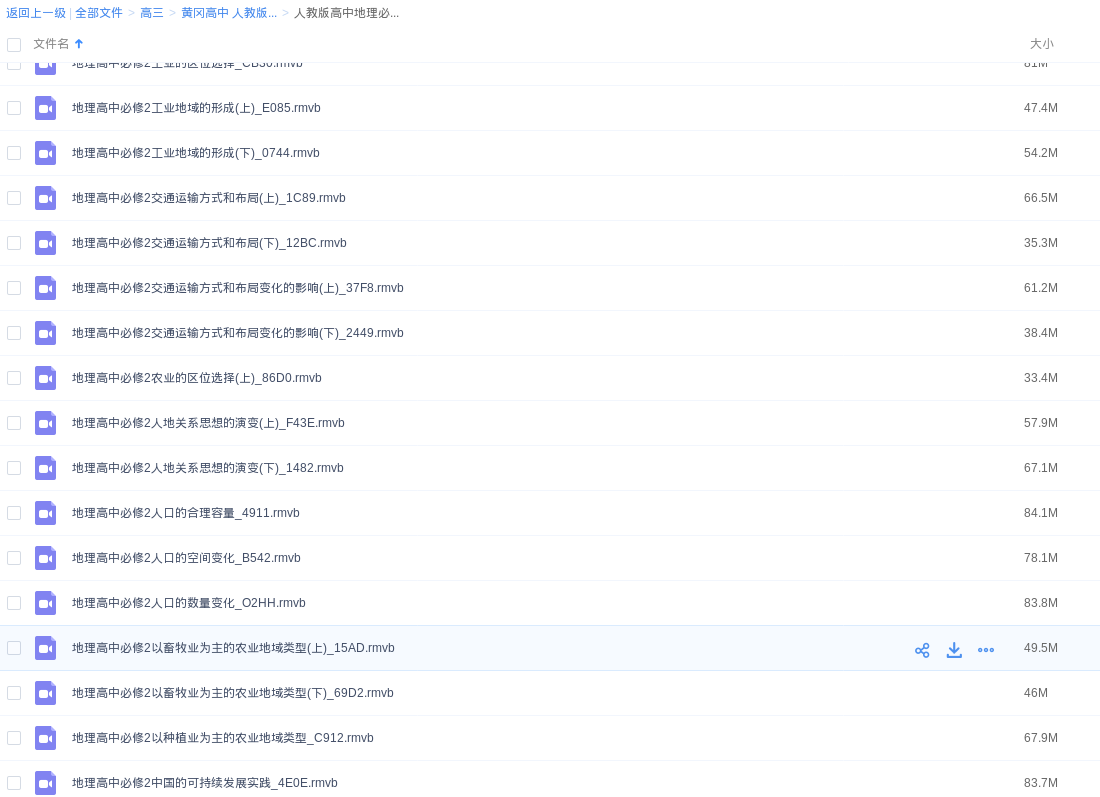 返回上一级 | 全部文件 > 高三 > 黄冈高中 人教版... > 人教版高中地理必...
文件名 大小
地理高中必修2工业的区位选择_CB30.rmvb 81M
地理高中必修2工业地域的形成(上)_E085.rmvb 47.4M
地理高中必修2工业地域的形成(下)_0744.rmvb 54.2M
地理高中必修2交通运输方式和布局(上)_1C89.rmvb 66.5M
地理高中必修2交通运输方式和布局(下)_12BC.rmvb 35.3M
地理高中必修2交通运输方式和布局变化的影响(上)_37F8.rmvb 61.2M
地理高中必修2交通运输方式和布局变化的影响(下)_2449.rmvb 38.4M
地理高中必修2农业的区位选择(上)_86D0.rmvb 33.4M
地理高中必修2人地关系思想的演变(上)_F43E.rmvb 57.9M
地理高中必修2人地关系思想的演变(下)_1482.rmvb 67.1M
地理高中必修2人口的合理容量_4911.rmvb 84.1M
地理高中必修2人口的空间变化_B542.rmvb 78.1M
地理高中必修2人口的数量变化_O2HH.rmvb 83.8M
地理高中必修2以畜牧业为主的农业地域类型(上)_15AD.rmvb 49.5M
地理高中必修2以畜牧业为主的农业地域类型(下)_69D2.rmvb 46M
地理高中必修2以种植业为主的农业地域类型_C912.rmvb 67.9M
地理高中必修2中国的可持续发展实践_4E0E.rmvb 83.7M